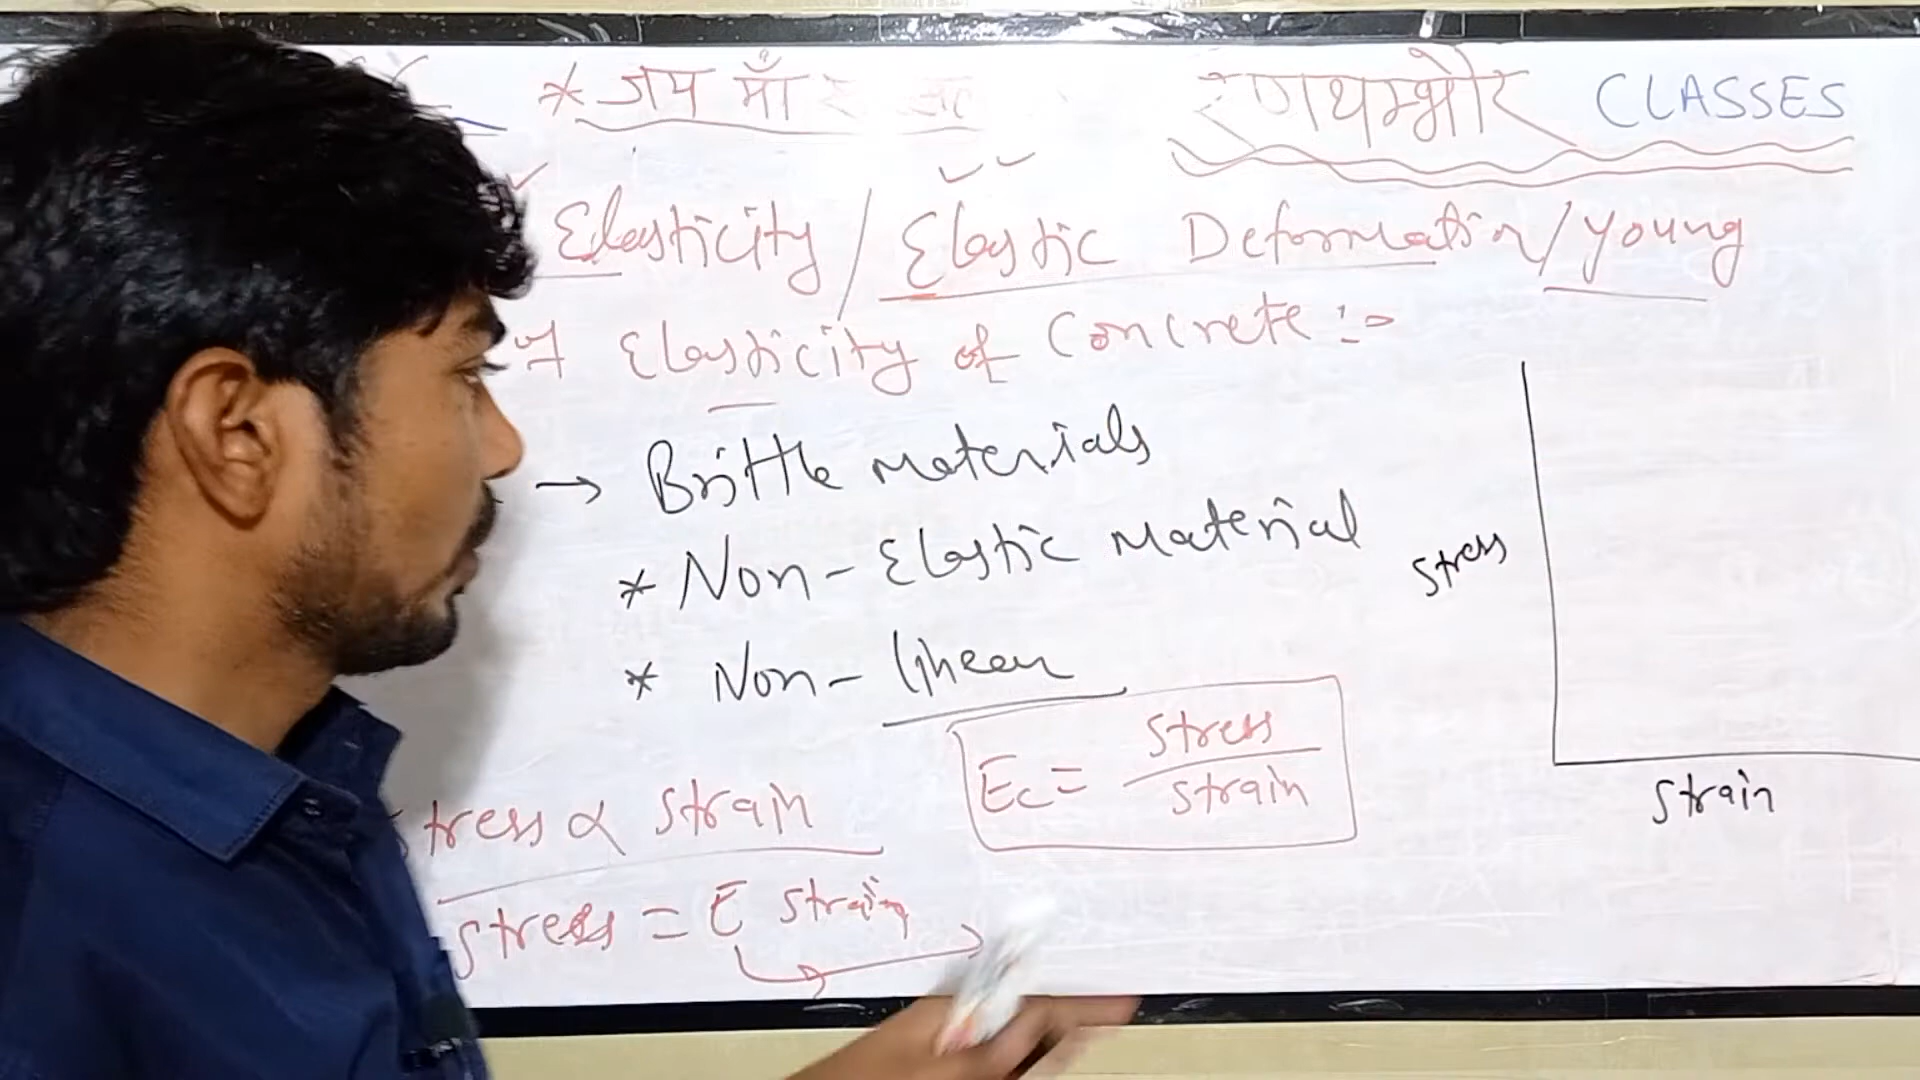 * जय माँ
रणथम्भौर CLASSES
Elasticity / Elastic Deformation / Young
Elasticity of Concrete :-
→ Brittle materials
* Non - Elastic Material
* Non - linear
Ec = stress / strain
tress ∝ strain
stress = E strain
stress
strain